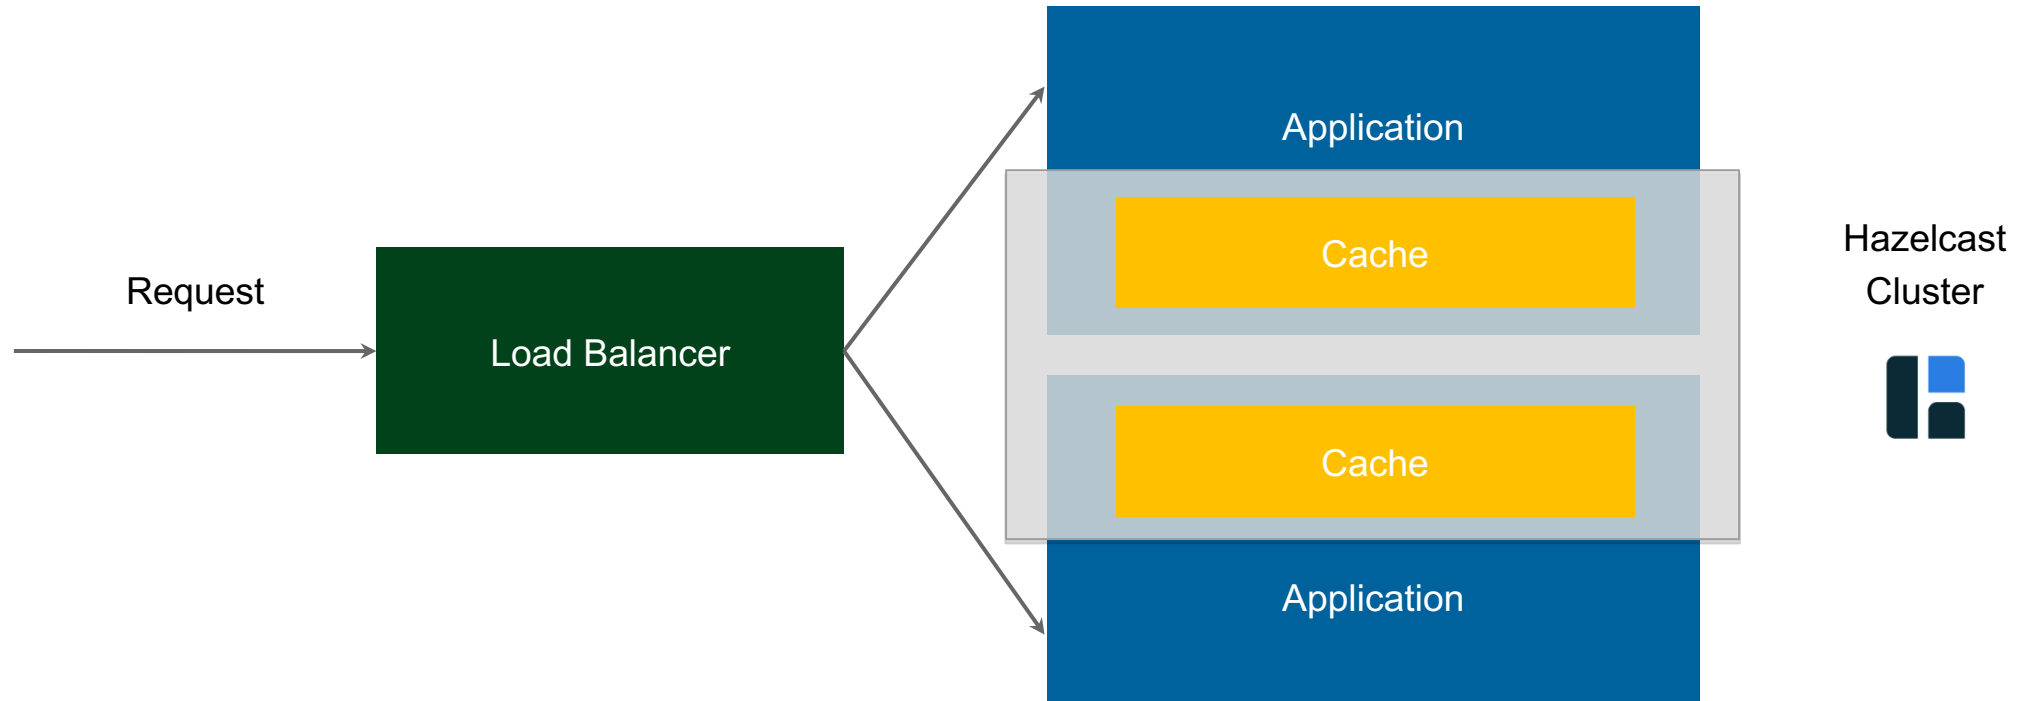 Request
Load Balancer
Application
Cache
Cache
Application
Hazelcast
Cluster